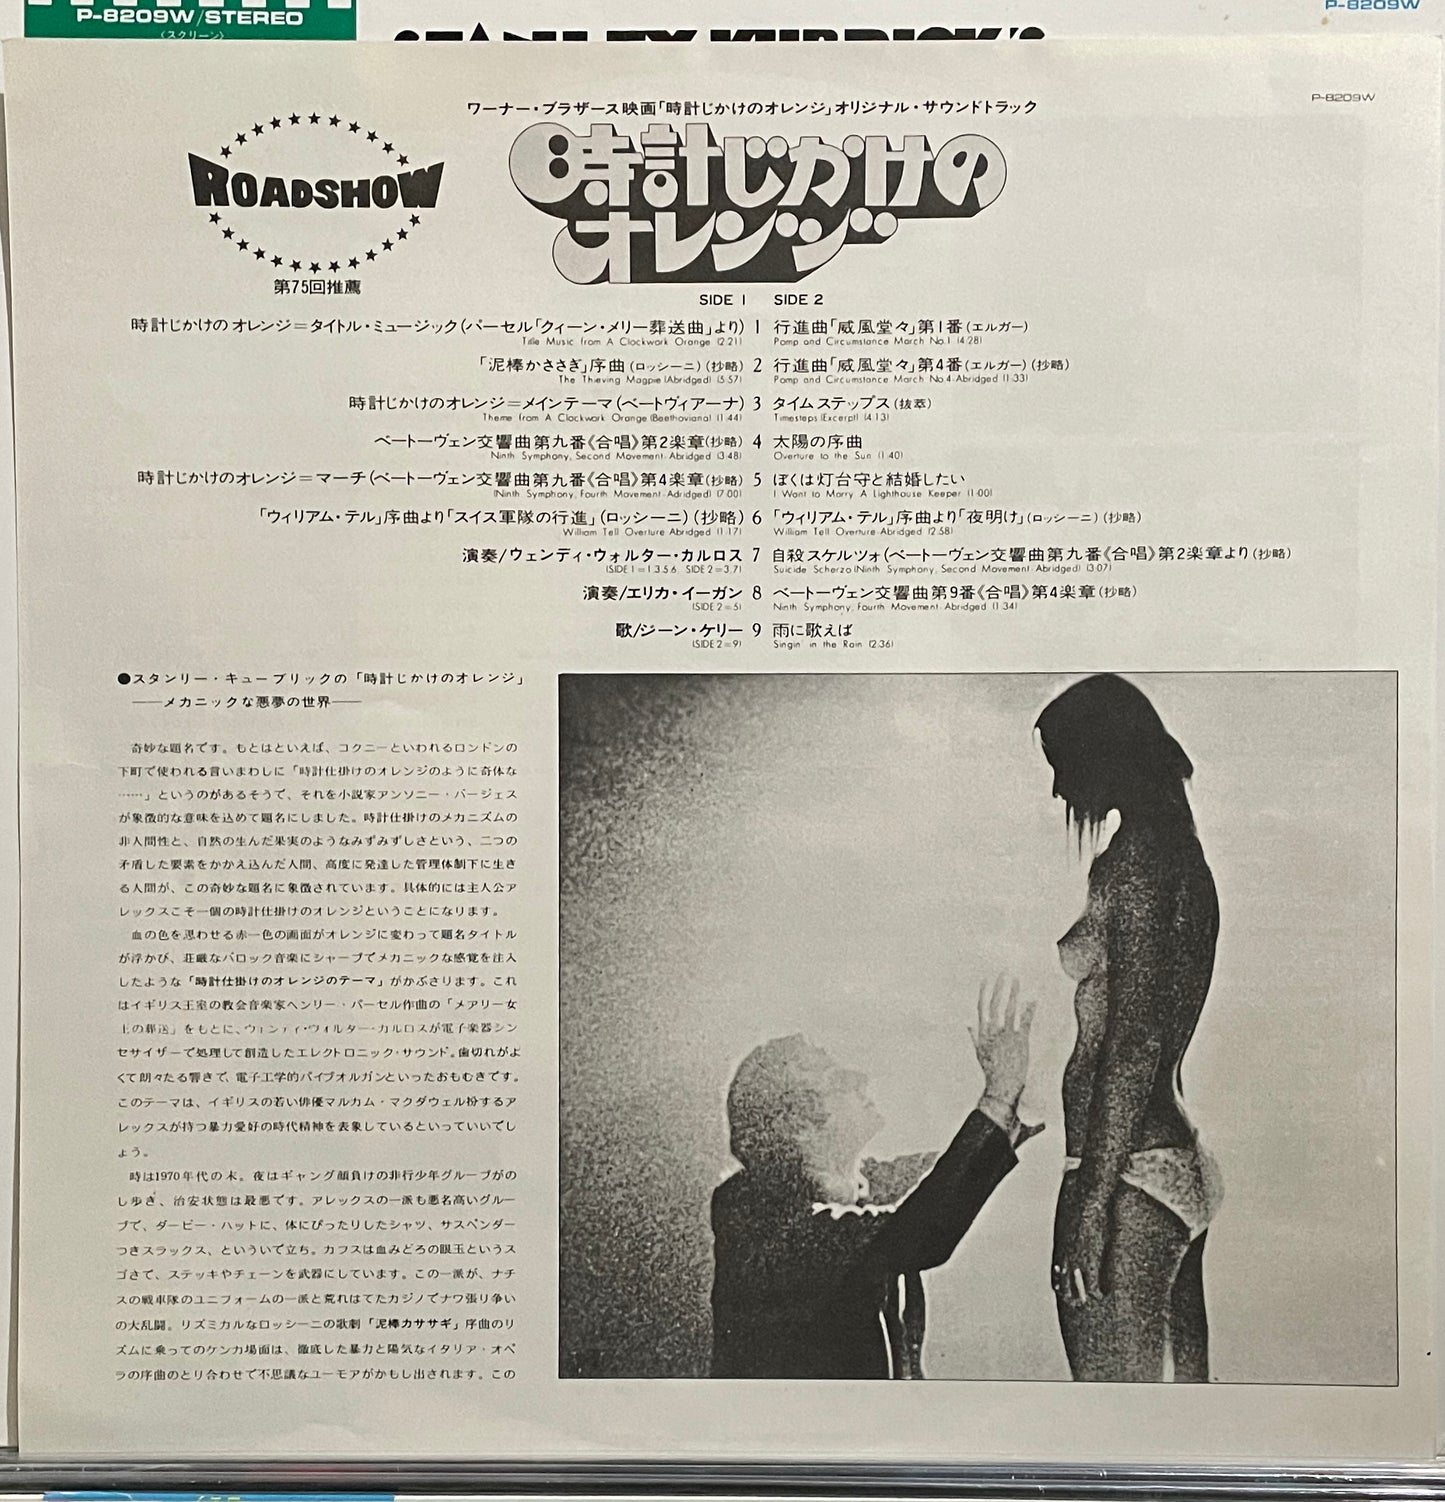 P-8209W/STEREO
〈スクリーン〉
P-8209W
STANLEY KUBRICK'S
P-8209W
ワーナー・ブラザース映画「時計じかけのオレンジ」オリジナル・サウンドトラック
時計じかけの
オレンジ
ROADSHOW
第75回推薦
SIDE 1 SIDE 2
時計じかけのオレンジ=タイトル・ミュージック(パーセル「クィーン・メリー葬送曲」より) 1 行進曲「威風堂々」第1番(エルガー)
Title Music from A Clockwork Orange (2:21) Pomp and Circumstance March No.1 (4:28)
「泥棒かささぎ」序曲(ロッシーニ)(抄略) 2 行進曲「威風堂々」第4番(エルガー)(抄略)
The Thieving Magpie (Abridged) (5:57) Pomp and Circumstance March No.4-Abridged (1:33)
時計じかけのオレンジ=メインテーマ(ベートヴィアーナ) 3 タイムステップス(抜萃)
Theme from A Clockwork Orange (Beethoviana) (1:44) Timesteps (Excerpt) (4:13)
ベートーヴェン交響曲第九番《合唱》第2楽章(抄略) 4 太陽の序曲
Ninth Symphony, Second Movement-Abridged (3:48) Overture to the Sun (1:40)
時計じかけのオレンジ=マーチ(ベートーヴェン交響曲第九番《合唱》第4楽章(抄略) 5 ぼくは灯台守と結婚したい
(Ninth Symphony, Fourth Movement-Adridged) (7:00) I Want to Marry A Lighthouse Keeper (1:00)
「ウィリアム・テル」序曲より「スイス軍隊の行進」(ロッシーニ)(抄略) 6 「ウィリアム・テル」序曲より「夜明け」(ロッシーニ)(抄略)
William Tell Overture-Abridged (1:17) William Tell Overture-Abridged (2:58)
演奏/ウェンディ・ウォルター・カルロス 7 自殺スケルツォ(ベートーヴェン交響曲第九番《合唱》第2楽章より(抄略)
(SIDE 1=1.3.5.6. SIDE 2=3.7) Suicide Scherzo (Ninth Symphony, Second Movement-Abridged) (3:07)
演奏/エリカ・イーガン 8 ベートーヴェン交響曲第9番《合唱》第4楽章(抄略)
(SIDE 2=5) Ninth Symphony, Fourth Movement-Abridged (1:34)
歌/ジーン・ケリー 9 雨に歌えば
(SIDE 2=9) Singin' in the Rain (2:36)
●スタンリー・キューブリックの「時計じかけのオレンジ」
――メカニックな悪夢の世界――
奇妙な題名です。もとはといえば、コクニーといわれるロンドンの
下町で使われる言いまわしに「時計仕掛けのオレンジのように奇体な
……」というのがあるそうで、それを小説家アンソニー・バージェス
が象徴的な意味を込めて題名にしました。時計仕掛けのメカニズムの
非人間性と、自然の生んだ果実のようなみずみずしさという、二つの
矛盾した要素をかかえ込んだ人間、高度に発達した管理体制下に生き
る人間が、この奇妙な題名に象徴されています。具体的には主人公ア
レックスこそ一個の時計仕掛けのオレンジということになります。
血の色を思わせる赤一色の画面がオレンジに変わって題名タイトル
が浮かび、荘厳なバロック音楽にシャープでメカニックな感覚を注入
したような「時計仕掛けのオレンジのテーマ」がかぶさります。これ
はイギリス王室の教会音楽家ヘンリー・パーセル作曲の「メアリー女
王の葬送」をもとに、ウェンディ・ウォルター・カルロスが電子楽器シン
セサイザーで処理して創造したエレクトロニック・サウンド。歯切れがよ
くて朗々たる響きで、電子工学的パイプオルガンといったおもむきです。
このテーマは、イギリスの若い俳優マルカム・マクダウェル扮するア
レックスが持つ暴力愛好の時代精神を表象しているといっていいでし
ょう。
時は1970年代の末。夜はギャング顔負けの非行少年グループがの
し歩き、治安状態は最悪です。アレックスの一派も悪名高いグルー
プで、ダービー・ハットに、体にぴったりしたシャツ、サスペンダー
つきスラックス、といういで立ち。カフスは血みどろの眼玉というス
ゴさで、ステッキやチェーンを武器にしています。この一派が、ナチ
スの戦車隊のユニフォームの一派と荒れはてたカジノでナワ張り争い
の大乱闘。リズミカルなロッシーニの歌劇「泥棒カササギ」序曲のリ
ズムに乗ってのケンカ場面は、徹底した暴力と陽気なイタリア・オペ
ラの序曲のとり合わせで不思議なユーモアがかもし出されます。この